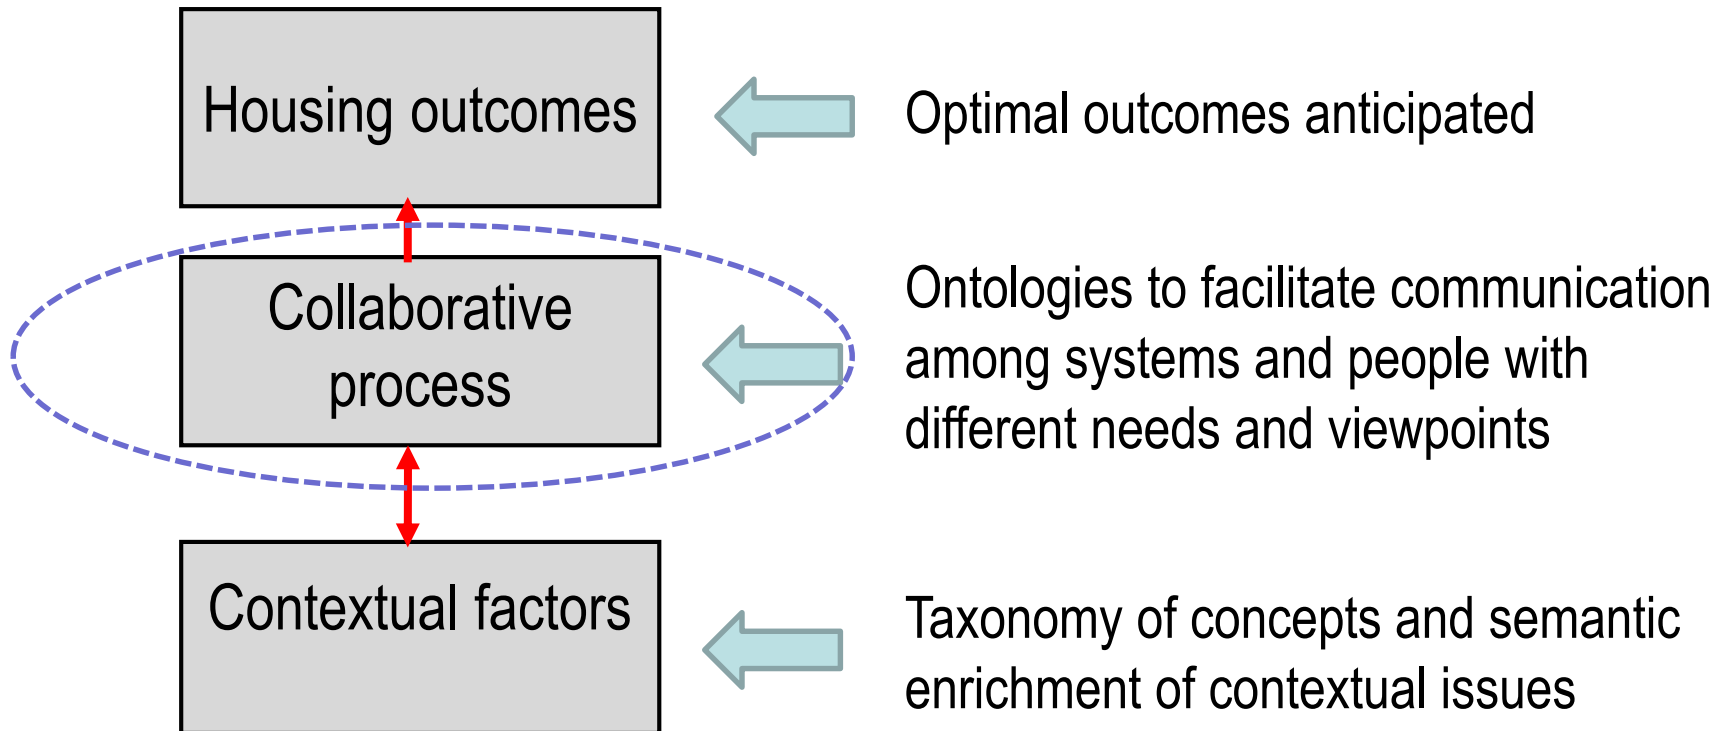 Housing outcomes
Optimal outcomes anticipated
Collaborative
process
Ontologies to facilitate communication
among systems and people with
different needs and viewpoints
Contextual factors
Taxonomy of concepts and semantic
enrichment of contextual issues